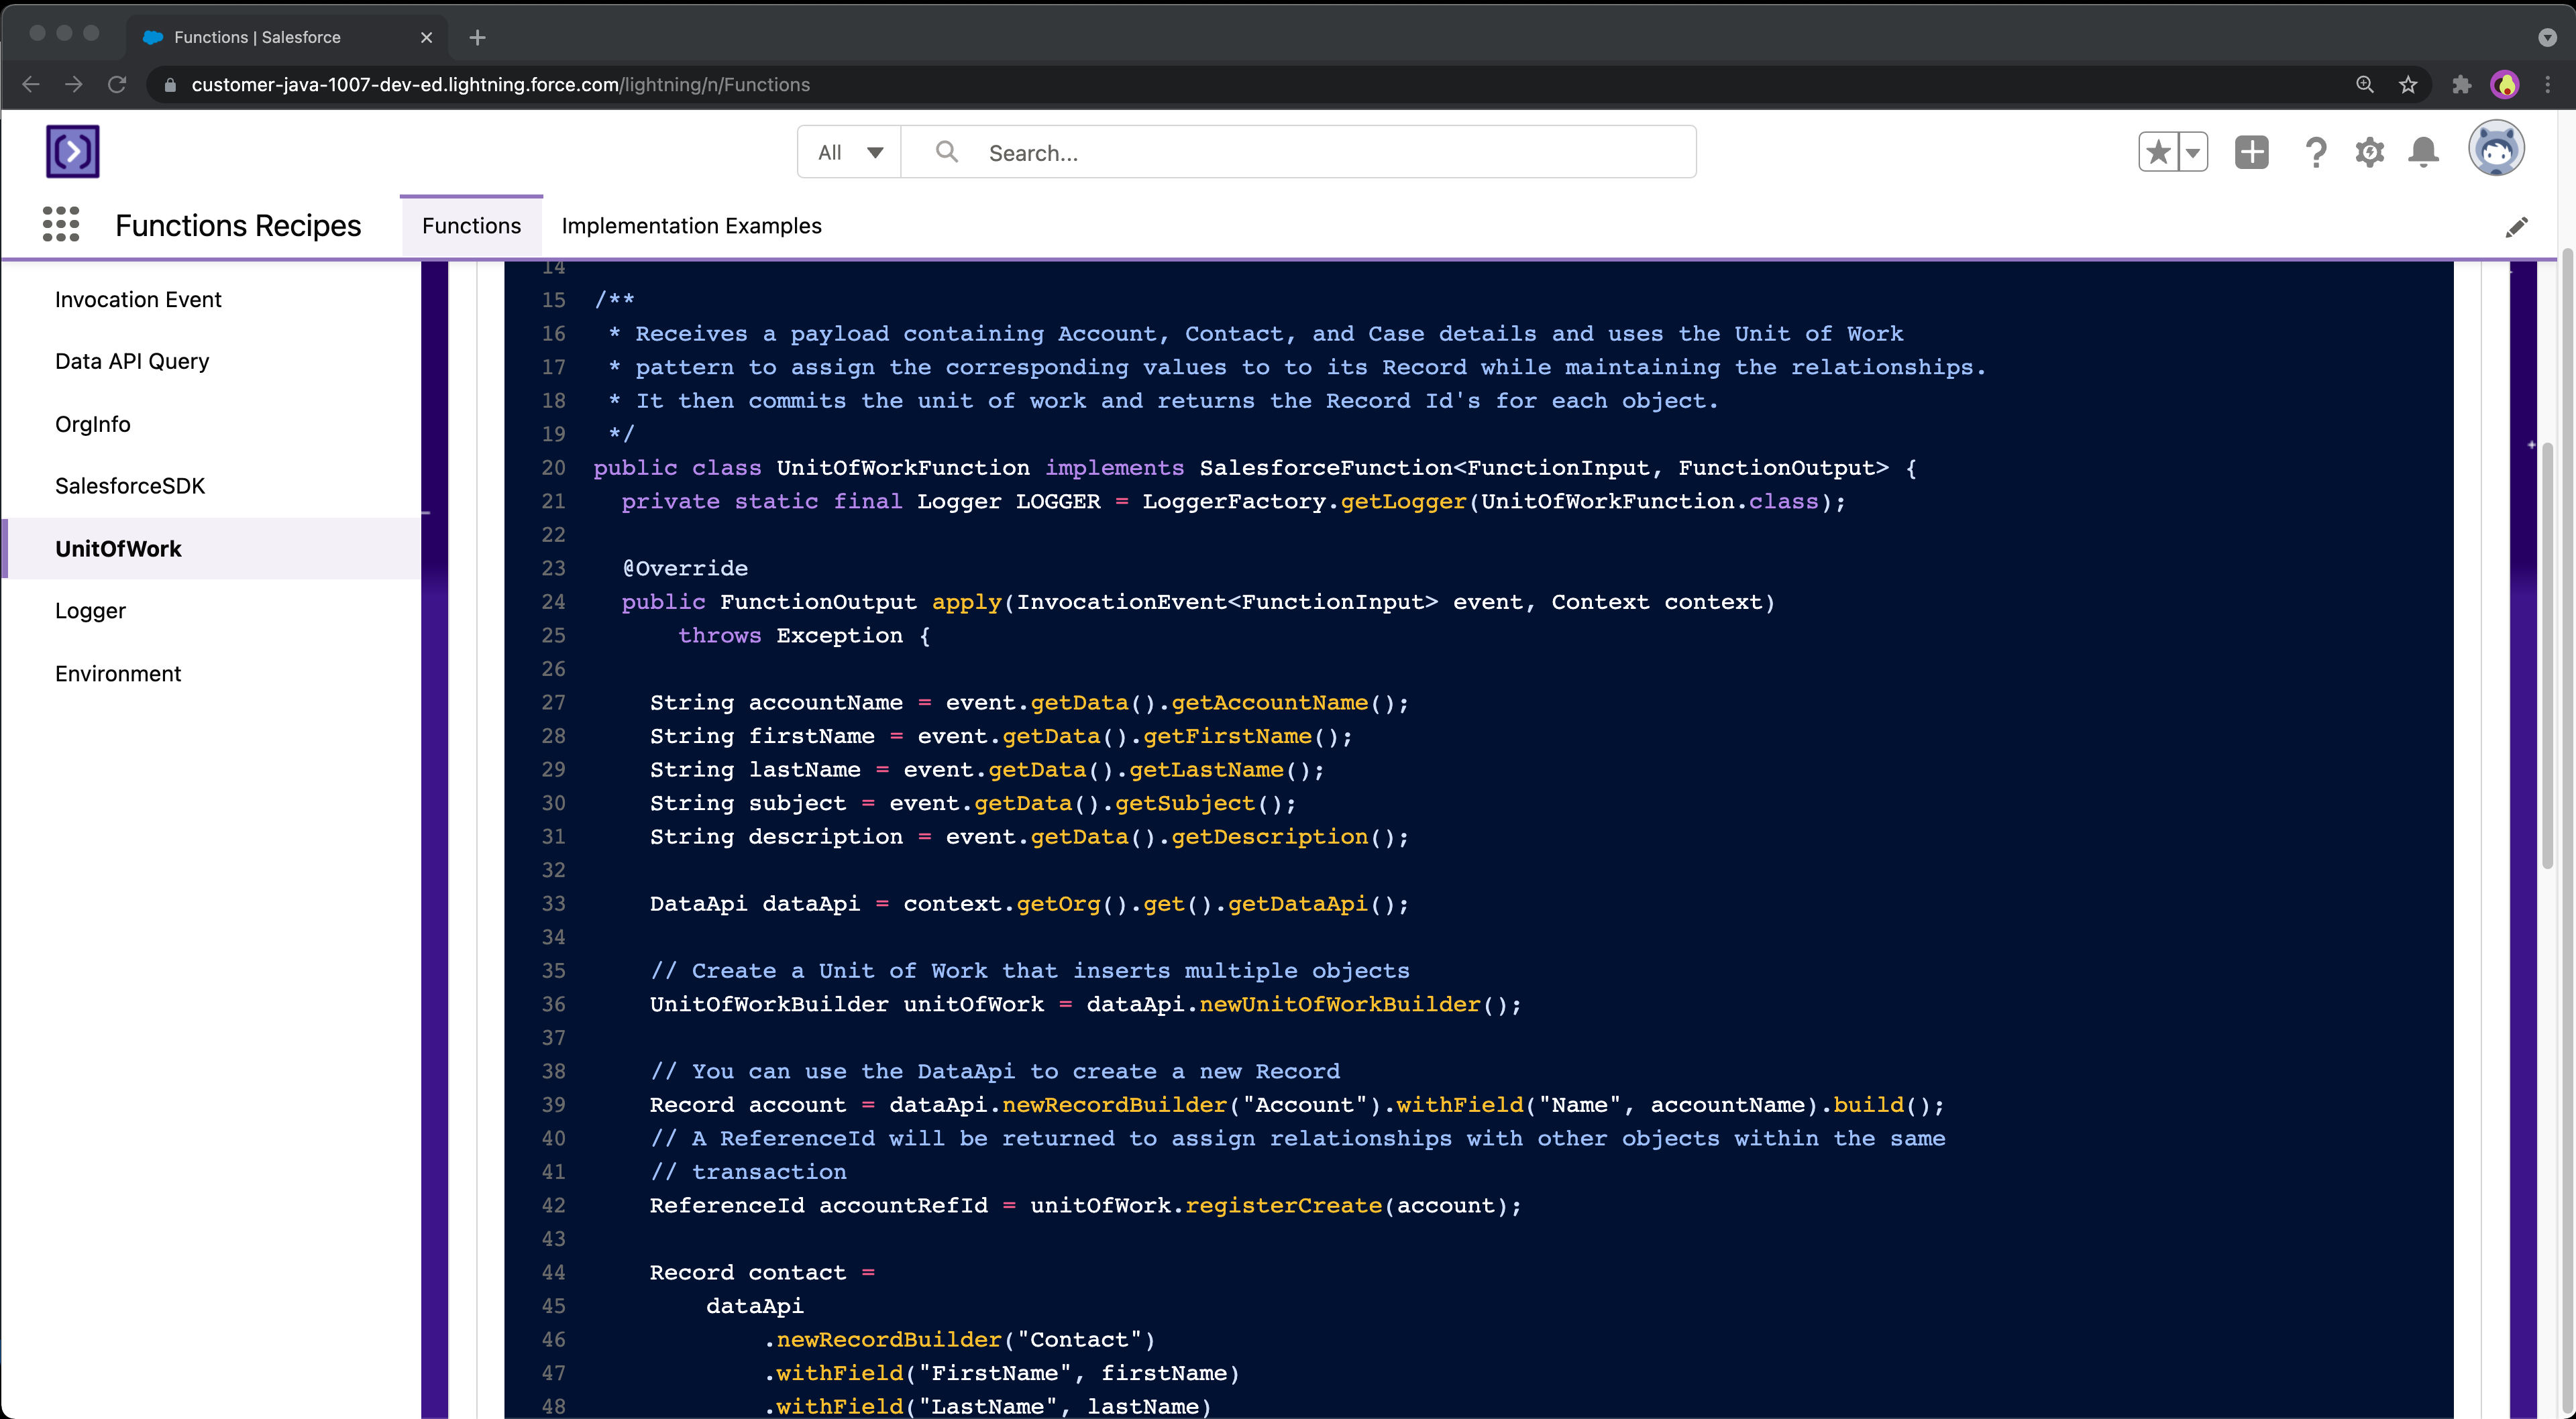 Functions | Salesforce
customer-java-1007-dev-ed.lightning.force.com/lightning/n/Functions
All
Search...
Functions Recipes
Functions
Implementation Examples
Invocation Event
Data API Query
OrgInfo
SalesforceSDK
UnitOfWork
Logger
Environment
14
15 /**
16  * Receives a payload containing Account, Contact, and Case details and uses the Unit of Work
17  * pattern to assign the corresponding values to to its Record while maintaining the relationships.
18  * It then commits the unit of work and returns the Record Id's for each object.
19  */
20 public class UnitOfWorkFunction implements SalesforceFunction<FunctionInput, FunctionOutput> {
21   private static final Logger LOGGER = LoggerFactory.getLogger(UnitOfWorkFunction.class);
22
23   @Override
24   public FunctionOutput apply(InvocationEvent<FunctionInput> event, Context context)
25       throws Exception {
26
27     String accountName = event.getData().getAccountName();
28     String firstName = event.getData().getFirstName();
29     String lastName = event.getData().getLastName();
30     String subject = event.getData().getSubject();
31     String description = event.getData().getDescription();
32
33     DataApi dataApi = context.getOrg().get().getDataApi();
34
35     // Create a Unit of Work that inserts multiple objects
36     UnitOfWorkBuilder unitOfWork = dataApi.newUnitOfWorkBuilder();
37
38     // You can use the DataApi to create a new Record
39     Record account = dataApi.newRecordBuilder("Account").withField("Name", accountName).build();
40     // A ReferenceId will be returned to assign relationships with other objects within the same
41     // transaction
42     ReferenceId accountRefId = unitOfWork.registerCreate(account);
43
44     Record contact =
45         dataApi
46             .newRecordBuilder("Contact")
47             .withField("FirstName", firstName)
48             .withField("LastName", lastName)